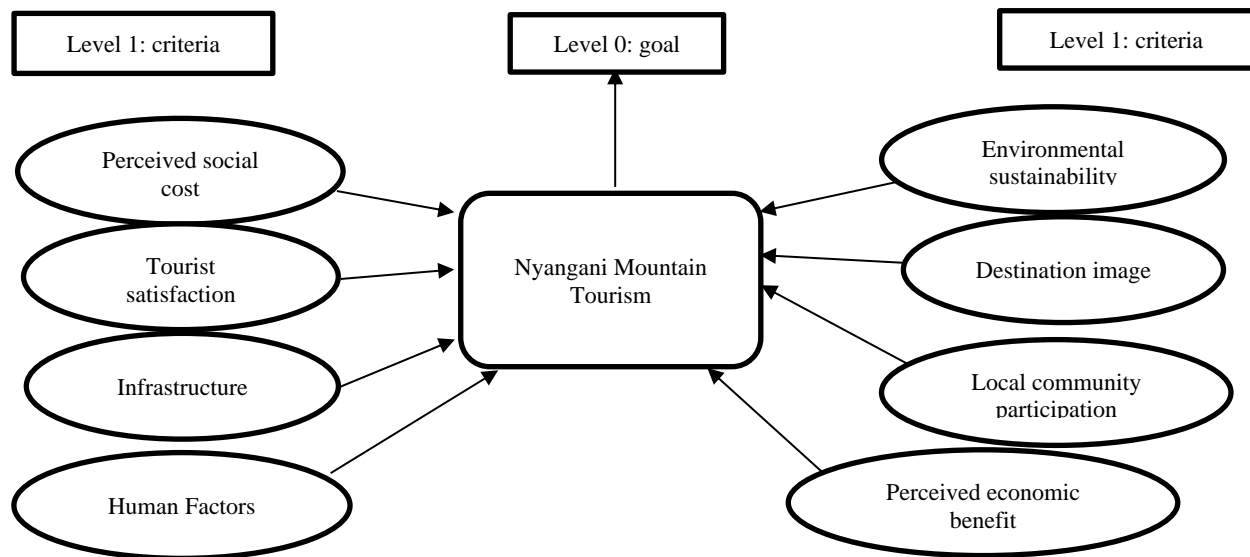 Level 1: criteria
Level 0: goal
Level 1: criteria
Perceived social
cost
Tourist
satisfaction
Infrastructure
Human Factors
Nyangani Mountain
Tourism
Environmental
sustainability
Destination image
Local community
participation
Perceived economic
benefit